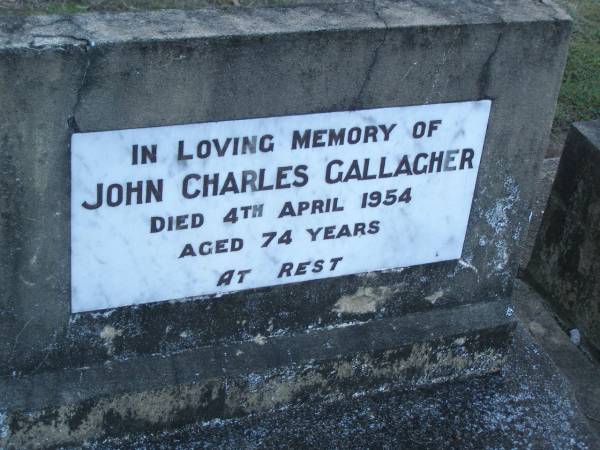 IN LOVING MEMORY OF
JOHN CHARLES GALLAGHER
DIED 4TH APRIL 1954
AGED 74 YEARS
AT REST